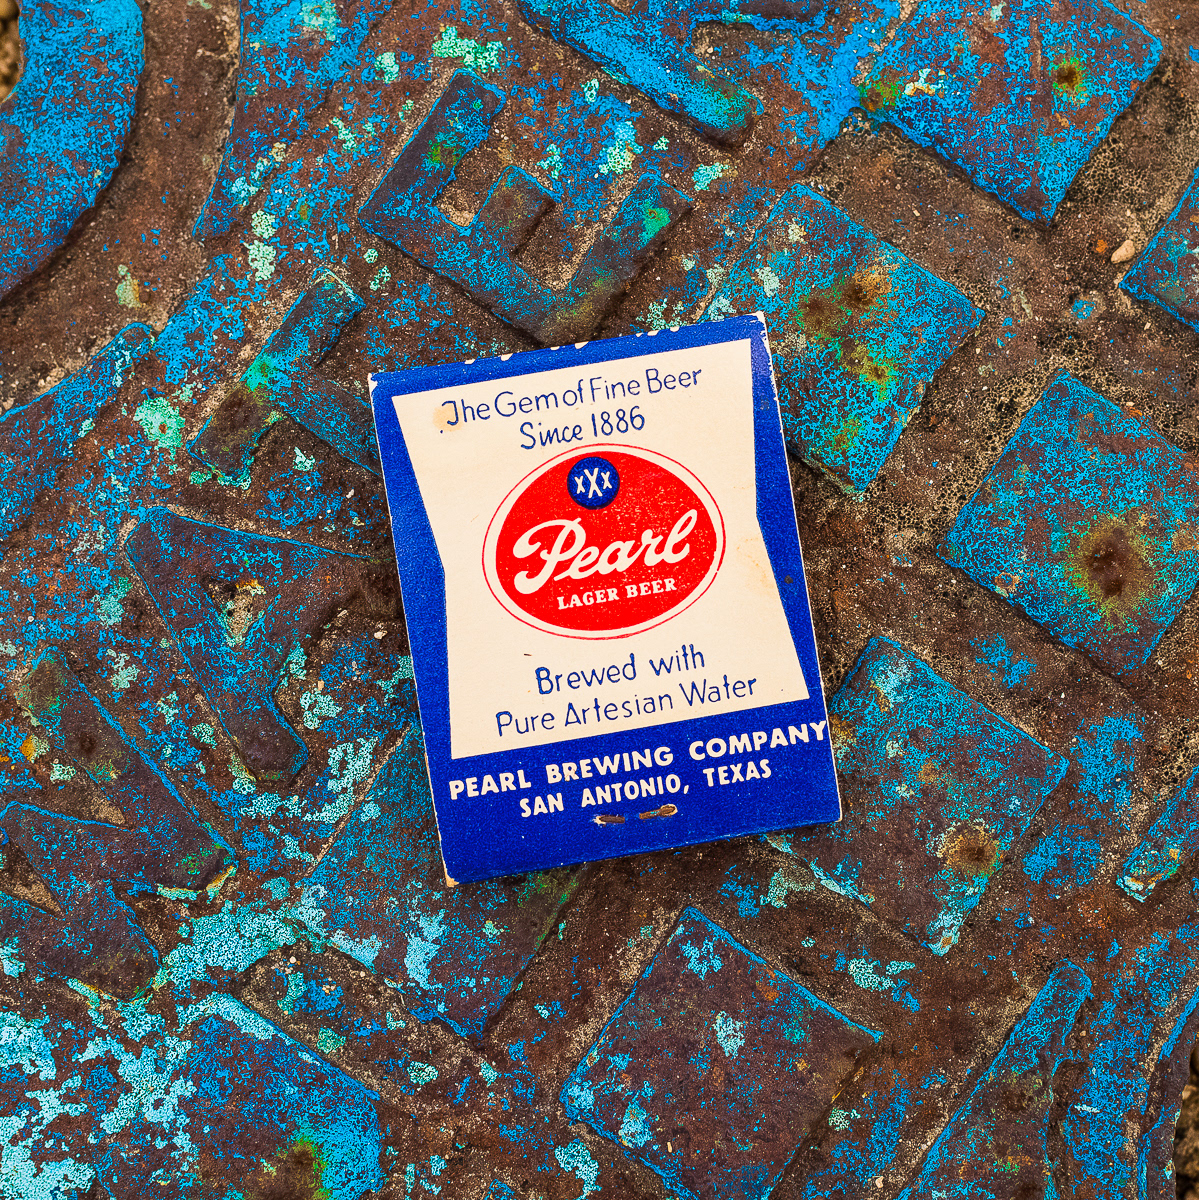 The Gem of Fine Beer
Since 1886
xXx
Pearl
LAGER BEER
Brewed with
Pure Artesian Water
PEARL BREWING COMPANY
SAN ANTONIO, TEXAS